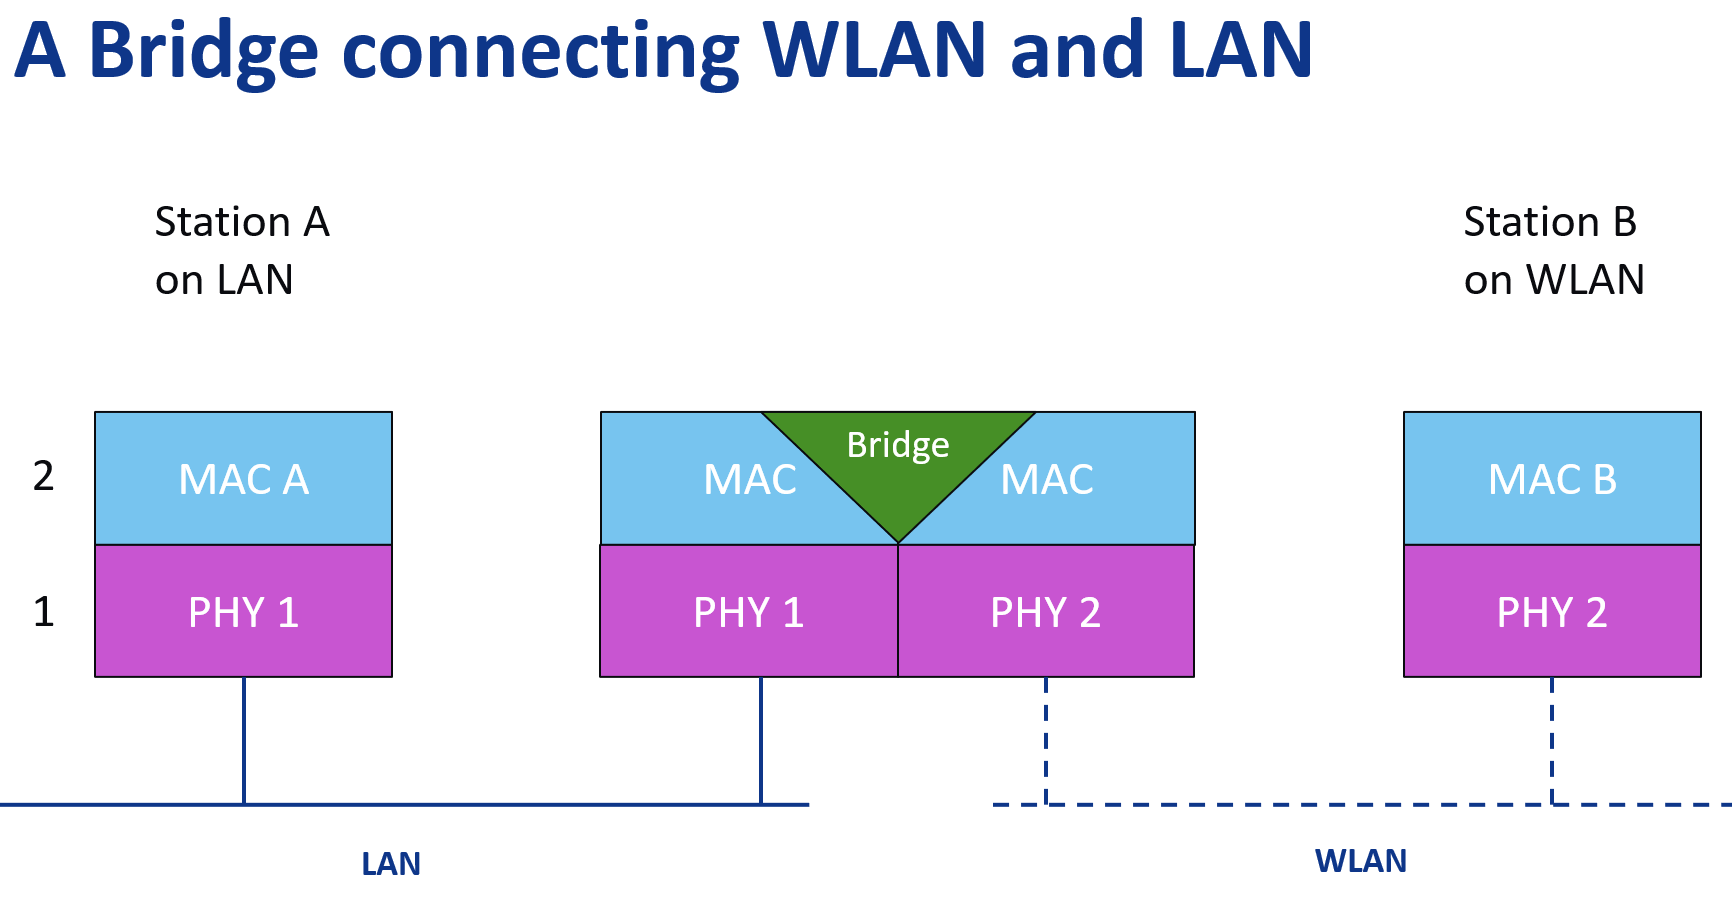 A Bridge connecting WLAN and LAN
Station A
on LAN
Station B
on WLAN
2
MAC A
MAC
Bridge
MAC
MAC B
1
PHY 1
PHY 1
PHY 2
PHY 2
LAN
WLAN